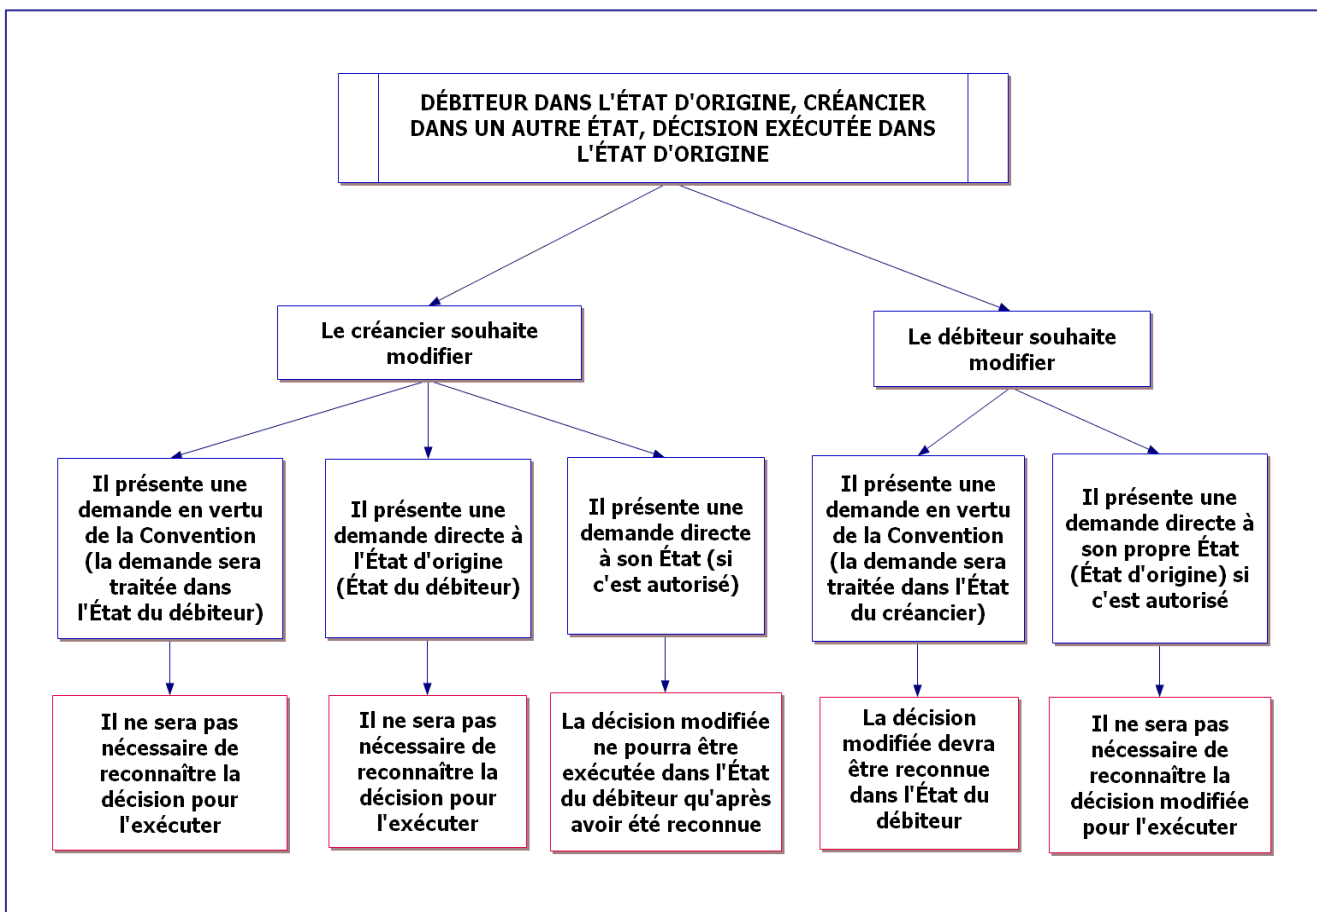 DÉBITEUR DANS L'ÉTAT D'ORIGINE, CRÉANCIER
DANS UN AUTRE ÉTAT, DÉCISION EXÉCUTÉE DANS
L'ÉTAT D'ORIGINE
Le créancier souhaite
modifier
Le débiteur souhaite
modifier
Il présente une
demande en vertu
de la Convention
(la demande sera
traitée dans
l'État du débiteur)
Il présente une
demande directe à
l'État d'origine
(État du débiteur)
Il présente une
demande directe
à son État (si
c'est autorisé)
Il présente une
demande en vertu
de la Convention
(la demande sera
traitée dans l'État
du créancier)
Il présente une
demande directe à
son propre État
(État d'origine) si
c'est autorisé
Il ne sera pas
nécessaire de
reconnaître la
décision pour
l'exécuter
Il ne sera pas
nécessaire de
reconnaître la
décision pour
l'exécuter
La décision modifiée
ne pourra être
exécutée dans l'État
du débiteur qu'après
avoir été reconnue
La décision
modifiée devra
être reconnue
dans l'État du
débiteur
Il ne sera pas
nécessaire de
reconnaître la
décision modifiée
pour l'exécuter